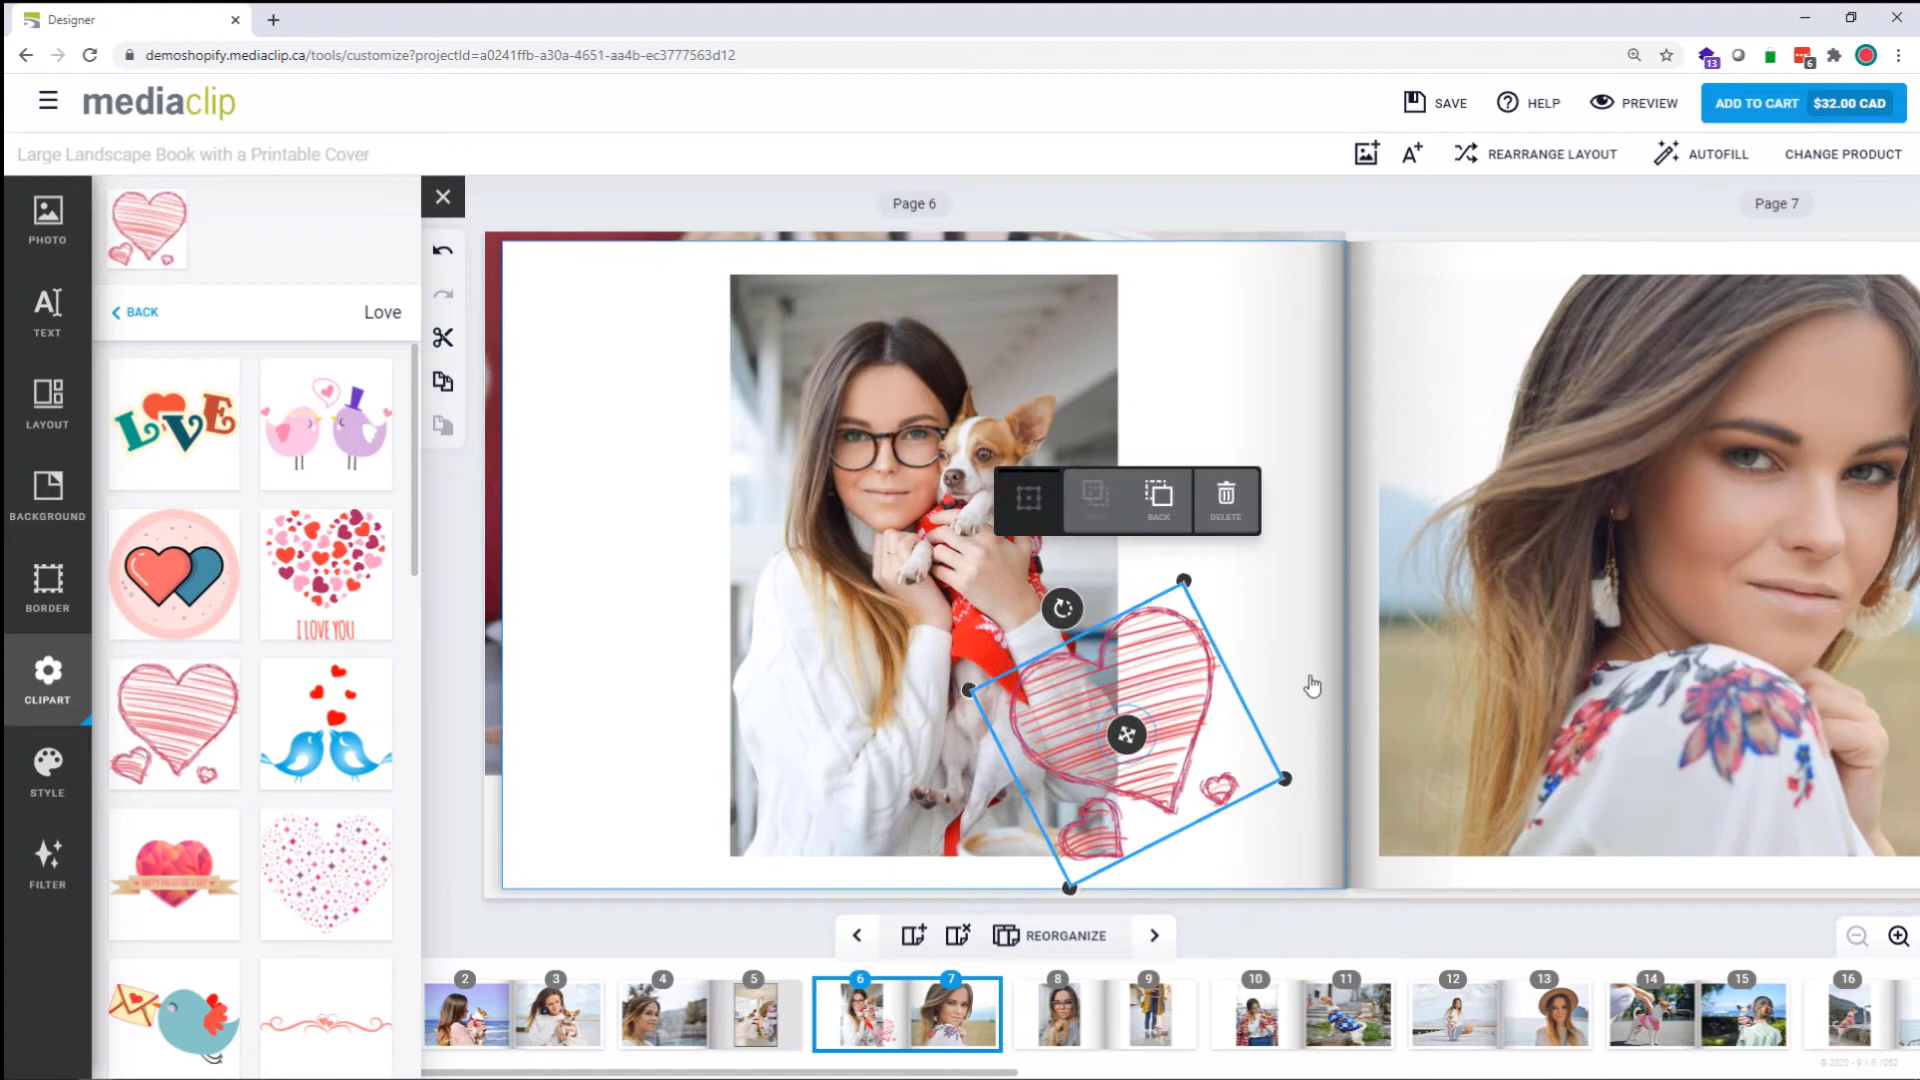 Designer
demoshopify.mediaclip.ca/tools/customize?projectId=a0241ffb-a30a-4651-aa4b-ec3777563d12
13
6
mediaclip
SAVE
HELP
PREVIEW
ADD TO CART $32.00 CAD
Large Landscape Book with a Printable Cover
REARRANGE LAYOUT
AUTOFILL
CHANGE PRODUCT
PHOTO
TEXT
LAYOUT
BACKGROUND
BORDER
CLIPART
STYLE
FILTER
BACK
Love
LOVE
I LOVE YOU
Page 6
Page 7
BACK
DELETE
REORGANIZE
2 3 4 5 6 7 8 9 10 11 12 13 14 15 16